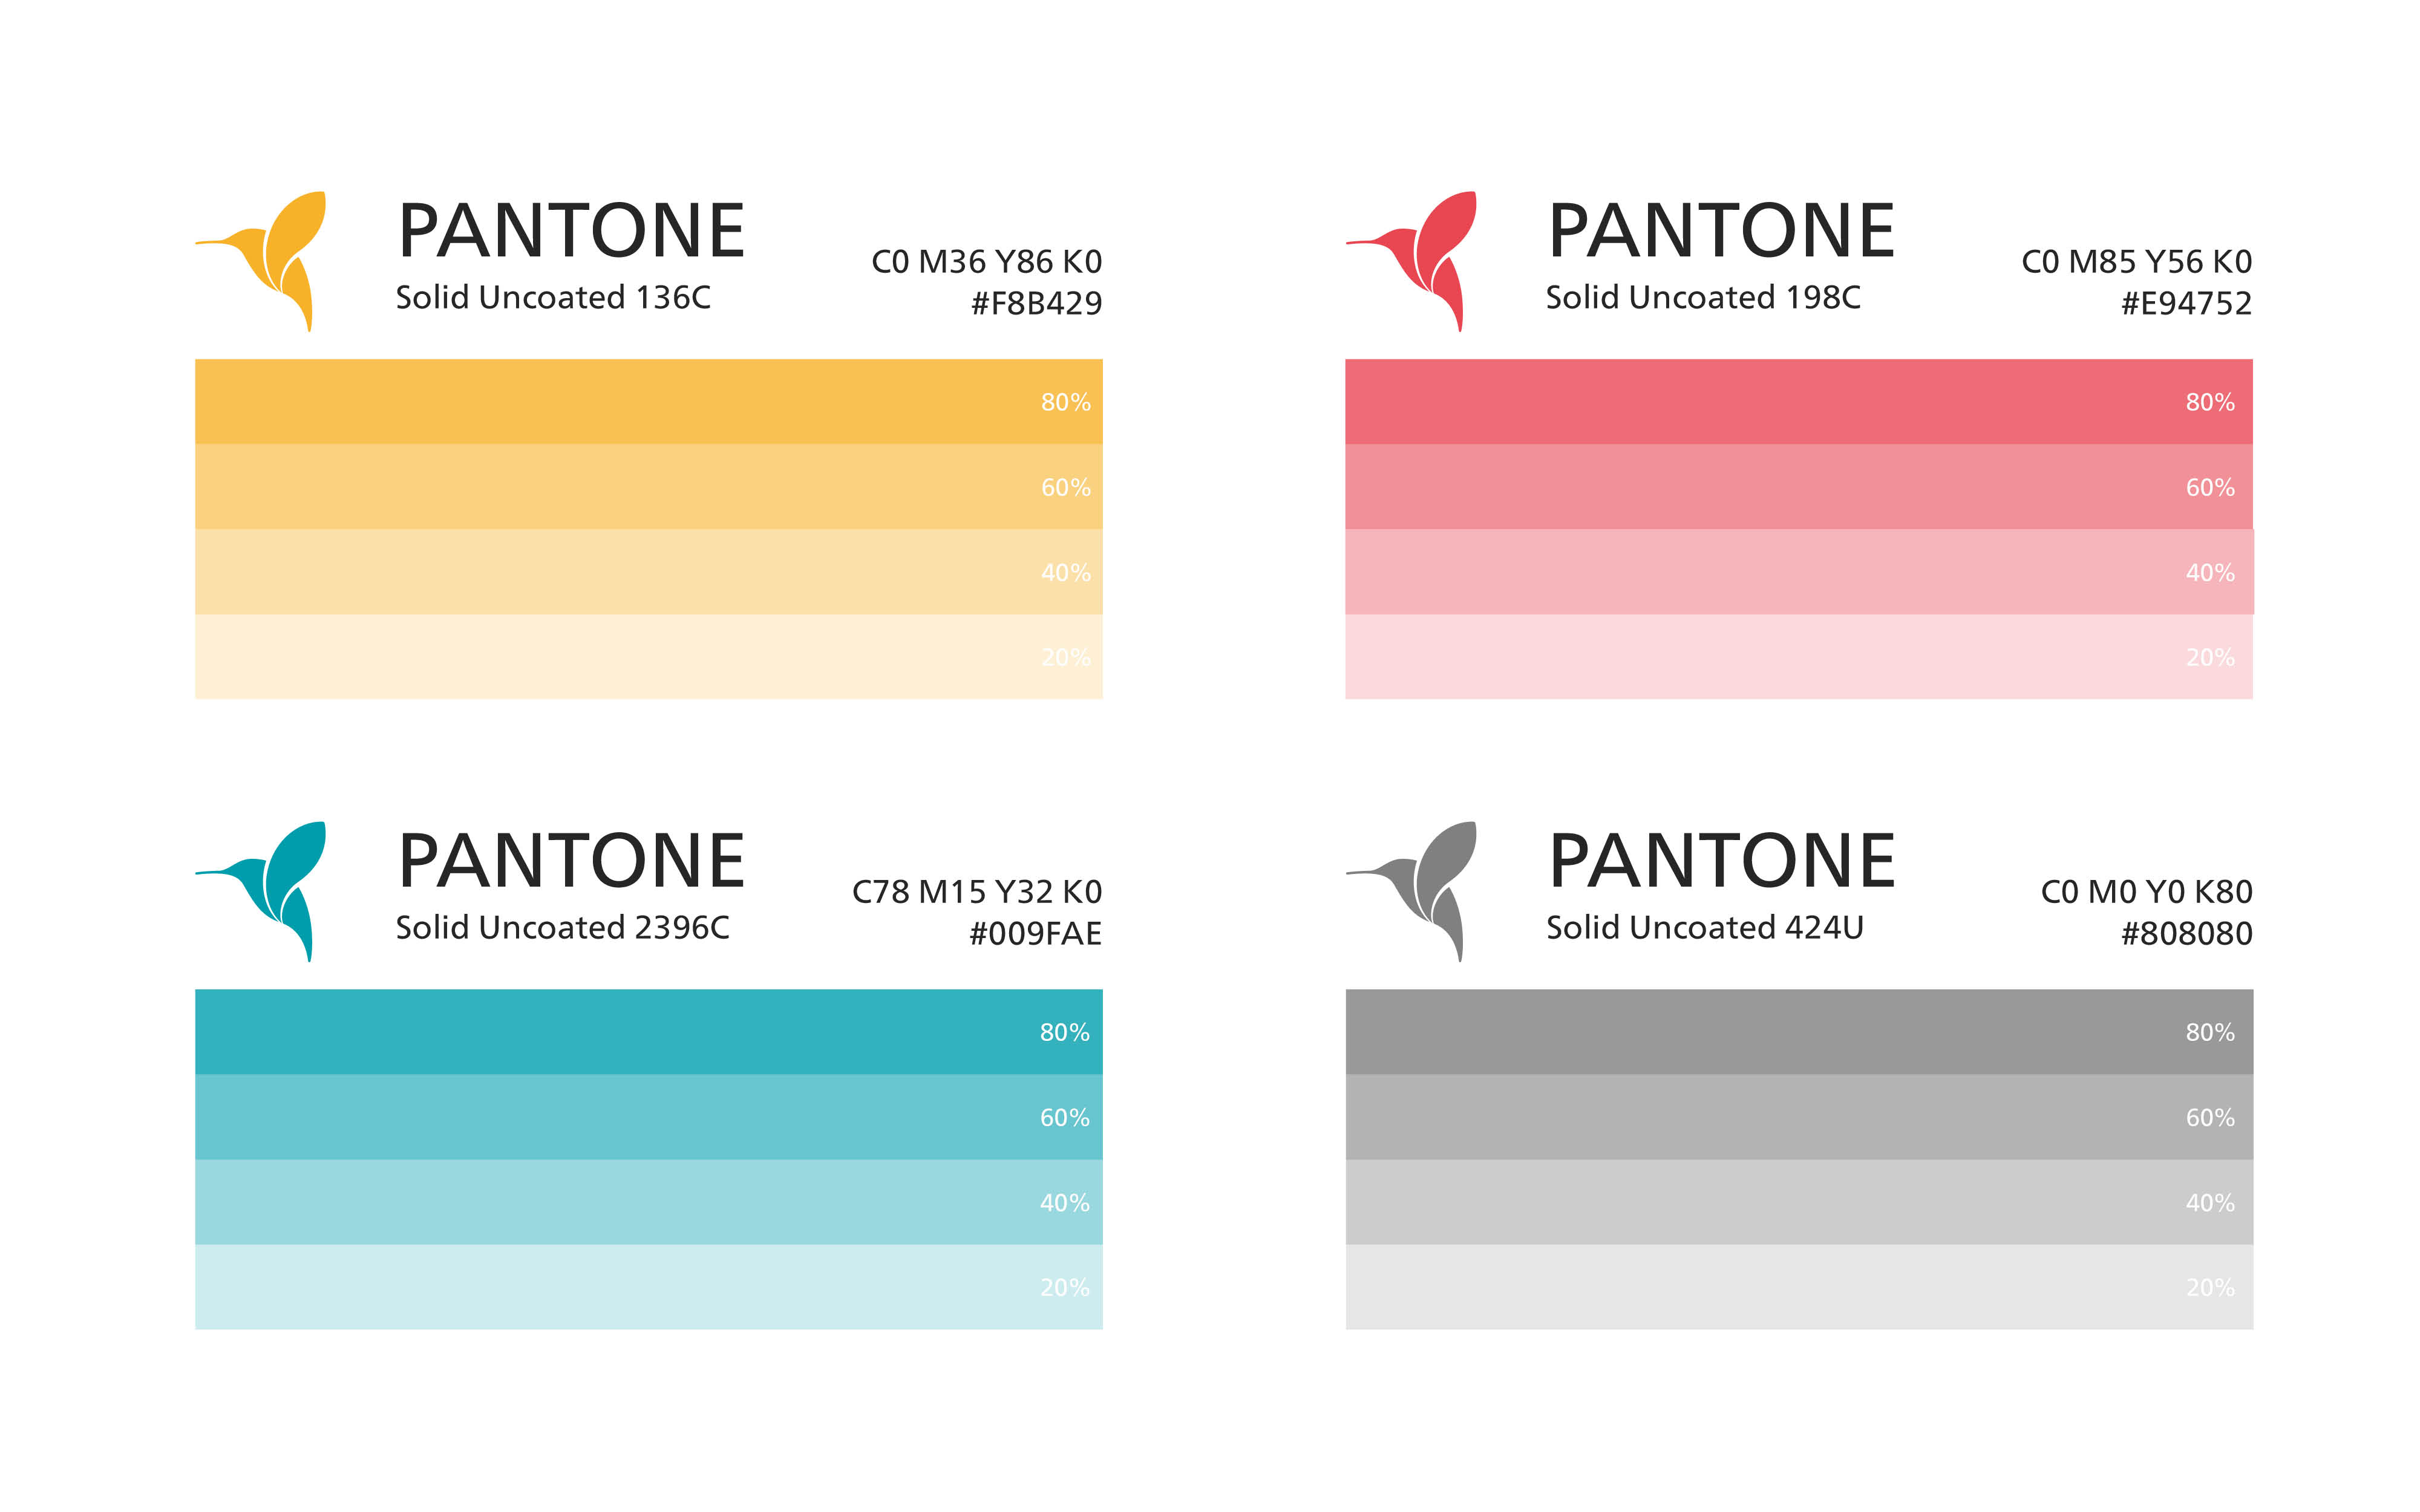 PANTONE
Solid Uncoated 136C
C0 M36 Y86 K0
#F8B429
80%
60%
40%
20%
PANTONE
Solid Uncoated 198C
C0 M85 Y56 K0
#E94752
80%
60%
40%
20%
PANTONE
Solid Uncoated 2396C
C78 M15 Y32 K0
#009FAE
80%
60%
40%
20%
PANTONE
Solid Uncoated 424U
C0 M0 Y0 K80
#808080
80%
60%
40%
20%